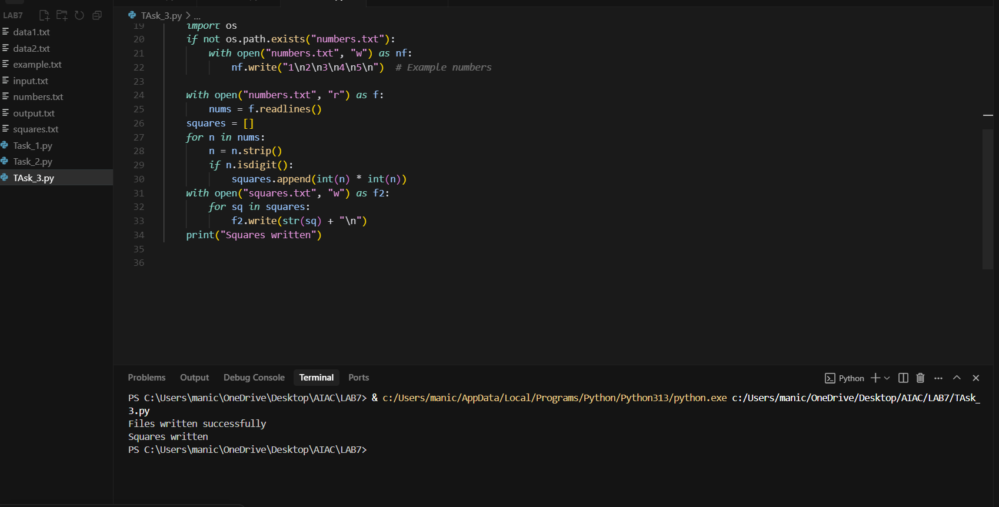 LAB7
data1.txt
data2.txt
example.txt
input.txt
numbers.txt
output.txt
squares.txt
Task_1.py
Task_2.py
TAsk_3.py
TAsk_3.py > ...
19 import os
20 if not os.path.exists("numbers.txt"):
21 with open("numbers.txt", "w") as nf:
22 nf.write("1\n2\n3\n4\n5\n")  # Example numbers
23
24 with open("numbers.txt", "r") as f:
25 nums = f.readlines()
26 squares = []
27 for n in nums:
28 n = n.strip()
29 if n.isdigit():
30 squares.append(int(n) * int(n))
31 with open("squares.txt", "w") as f2:
32 for sq in squares:
33 f2.write(str(sq) + "\n")
34 print("Squares written")
35
36
Problems Output Debug Console Terminal Ports
Python
PS C:\Users\manic\OneDrive\Desktop\AIAC\LAB7> & c:/Users/manic/AppData/Local/Programs/Python/Python313/python.exe c:/Users/manic/OneDrive/Desktop/AIAC/LAB7/TAsk_
3.py
Files written successfully
Squares written
PS C:\Users\manic\OneDrive\Desktop\AIAC\LAB7>